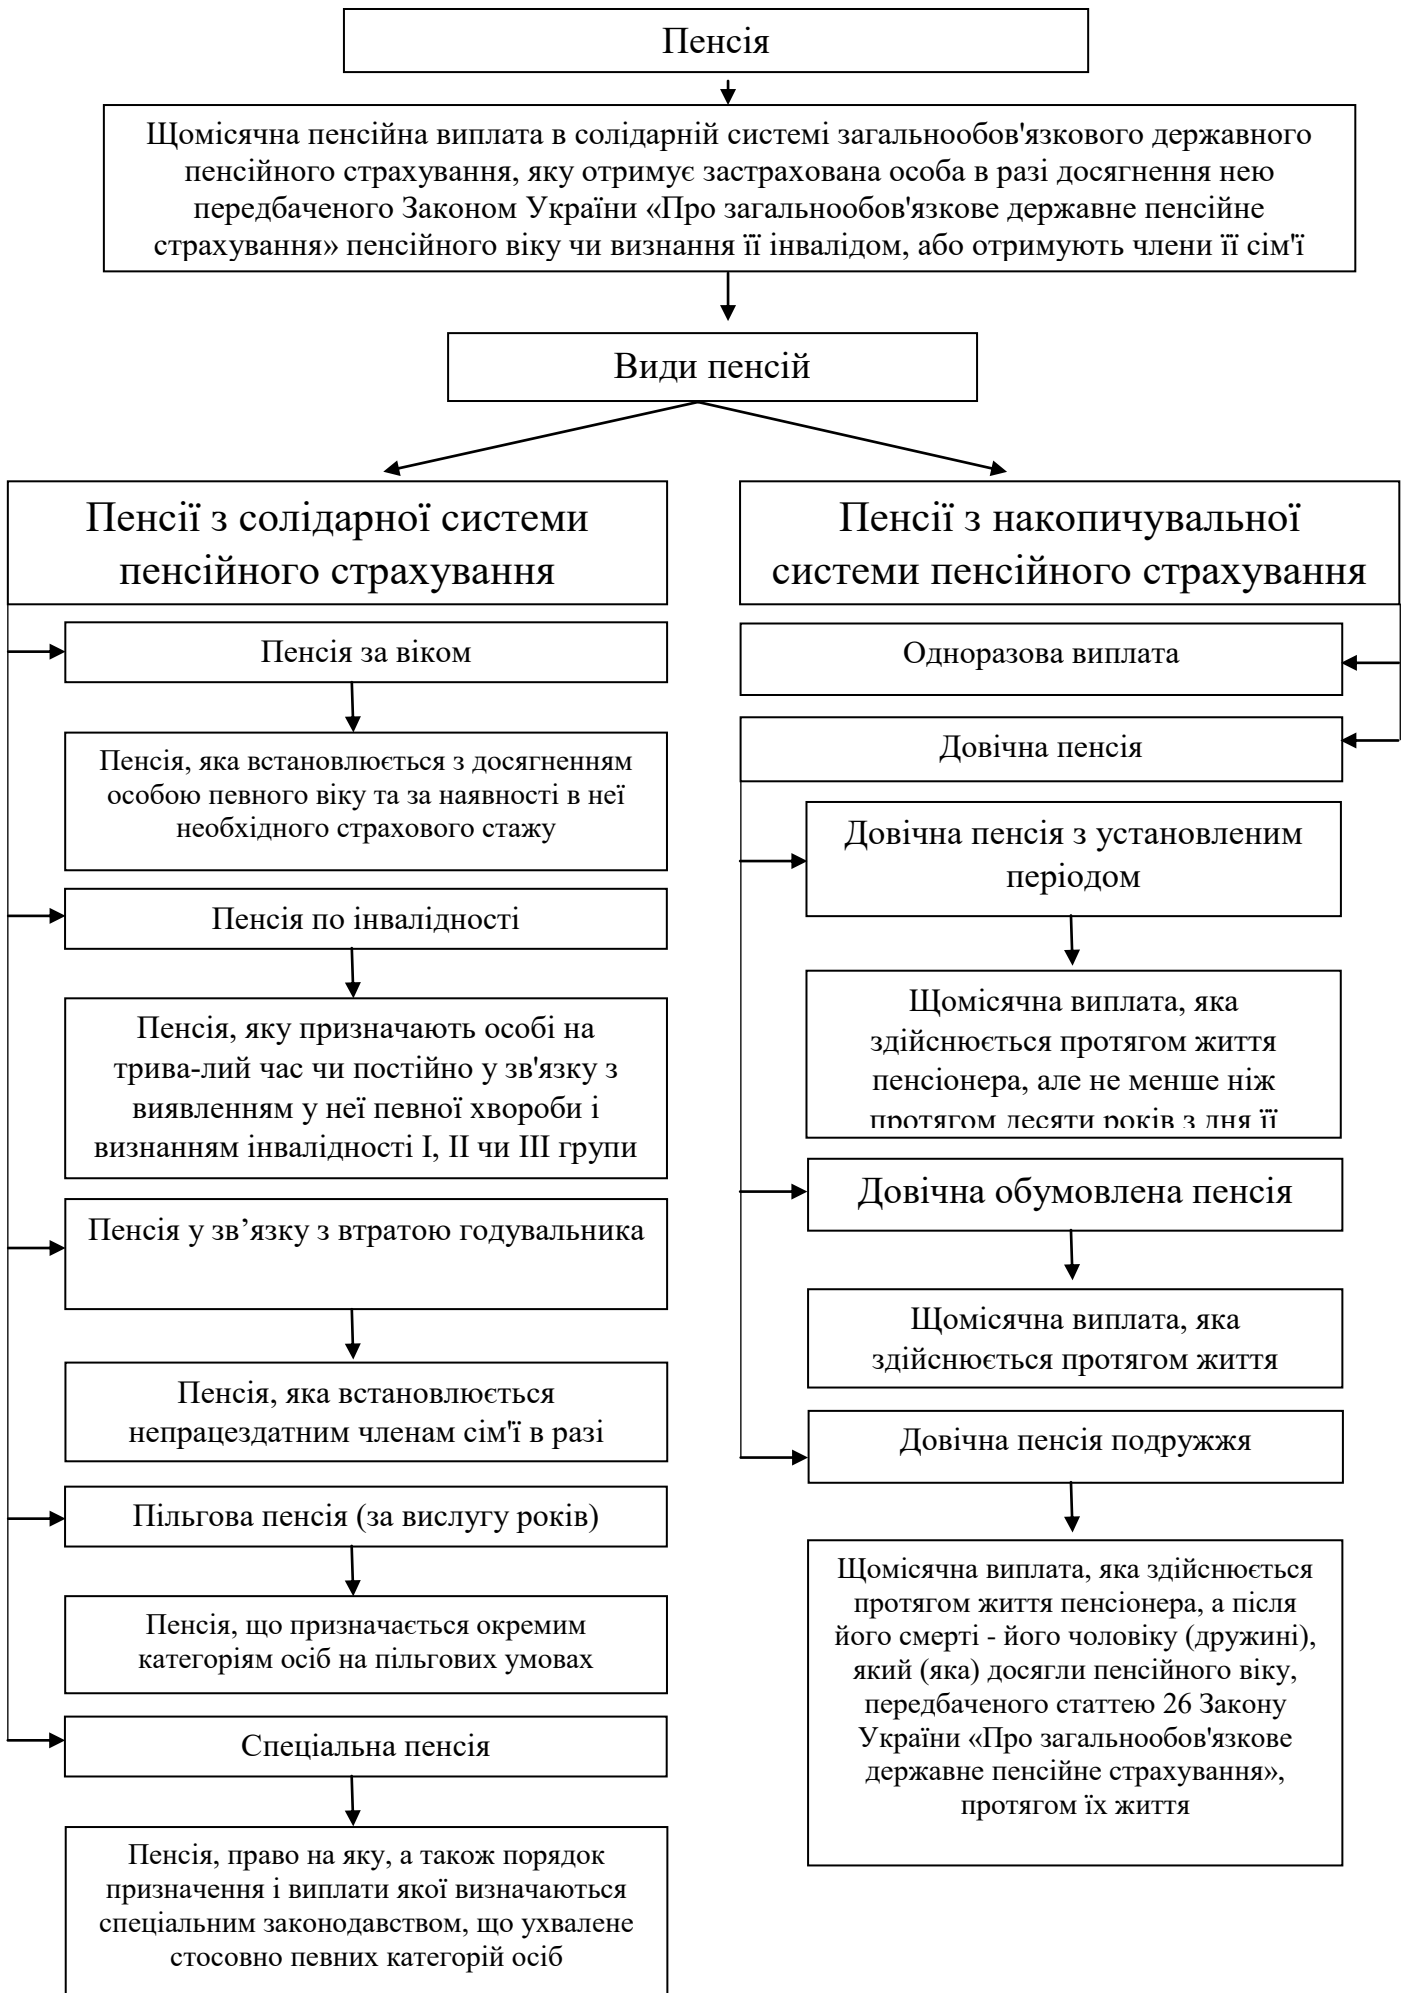 Пенсія
Щомісячна пенсійна виплата в солідарній системі загальнообов'язкового державного
пенсійного страхування, яку отримує застрахована особа в разі досягнення нею
передбаченого Законом України «Про загальнообов'язкове державне пенсійне
страхування» пенсійного віку чи визнання її інвалідом, або отримують члени її сім'ї
Види пенсій
Пенсії з солідарної системи
пенсійного страхування
Пенсія за віком
Пенсія, яка встановлюється з досягненням
особою певного віку та за наявності в неї
необхідного страхового стажу
Пенсія по інвалідності
Пенсія, яку призначають особі на
трива-лий час чи постійно у зв'язку з
виявленням у неї певної хвороби і
визнанням інвалідності І, ІІ чи ІІІ групи
Пенсія у зв’язку з втратою годувальника
Пенсія, яка встановлюється
непрацездатним членам сім'ї в разі
Пільгова пенсія (за вислугу років)
Пенсія, що призначається окремим
категоріям осіб на пільгових умовах
Спеціальна пенсія
Пенсія, право на яку, а також порядок
призначення і виплати якої визначаються
спеціальним законодавством, що ухвалене
стосовно певних категорій осіб
Пенсії з накопичувальної
системи пенсійного страхування
Одноразова виплата
Довічна пенсія
Довічна пенсія з установленим
періодом
Щомісячна виплата, яка
здійснюється протягом життя
пенсіонера, але не менше ніж
протягом десяти років з дня її
Довічна обумовлена пенсія
Щомісячна виплата, яка
здійснюється протягом життя
Довічна пенсія подружжя
Щомісячна виплата, яка здійснюється
протягом життя пенсіонера, а після
його смерті - його чоловіку (дружині),
який (яка) досягли пенсійного віку,
передбаченого статтею 26 Закону
України «Про загальнообов'язкове
державне пенсійне страхування»,
протягом їх життя